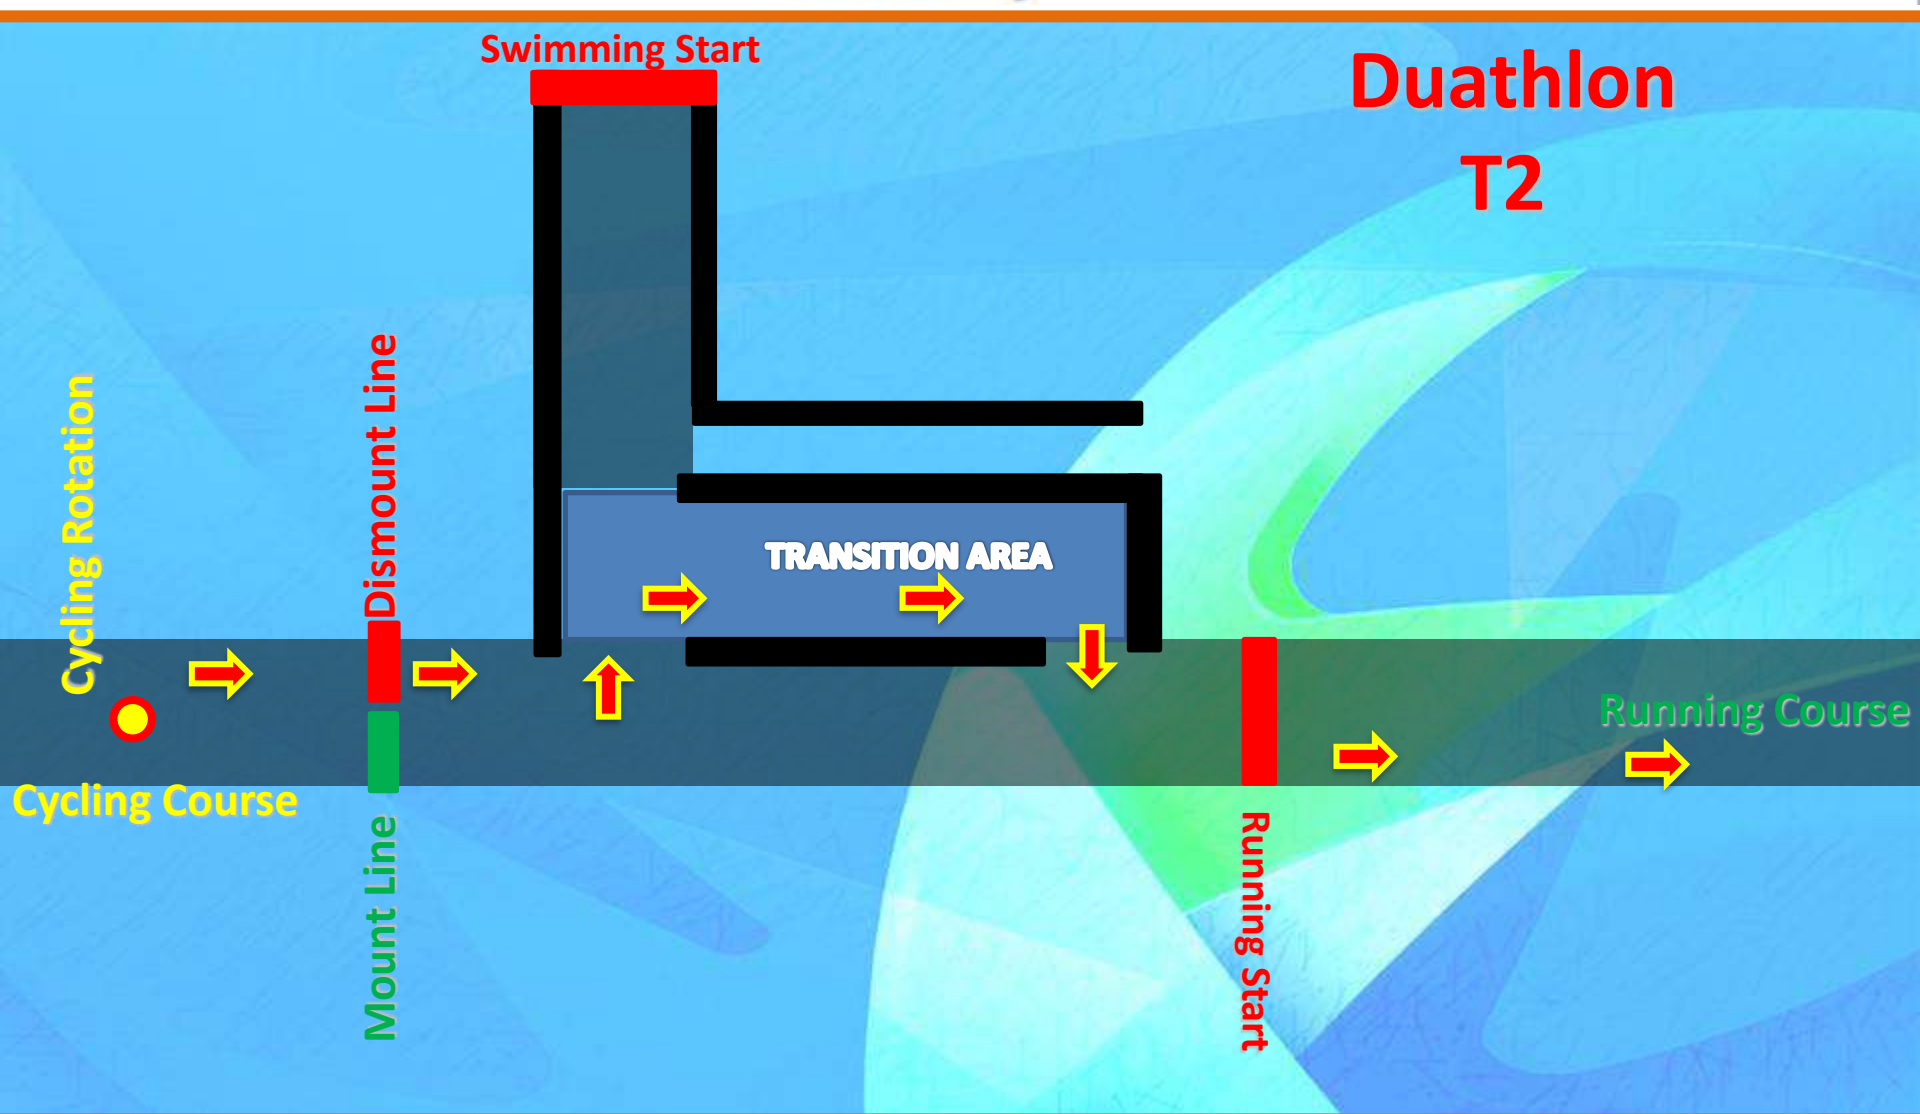 Swimming Start
Duathlon
T2
Dismount Line
Cycling Rotation
TRANSITION AREA
Running Course
Cycling Course
Mount Line
Running Start